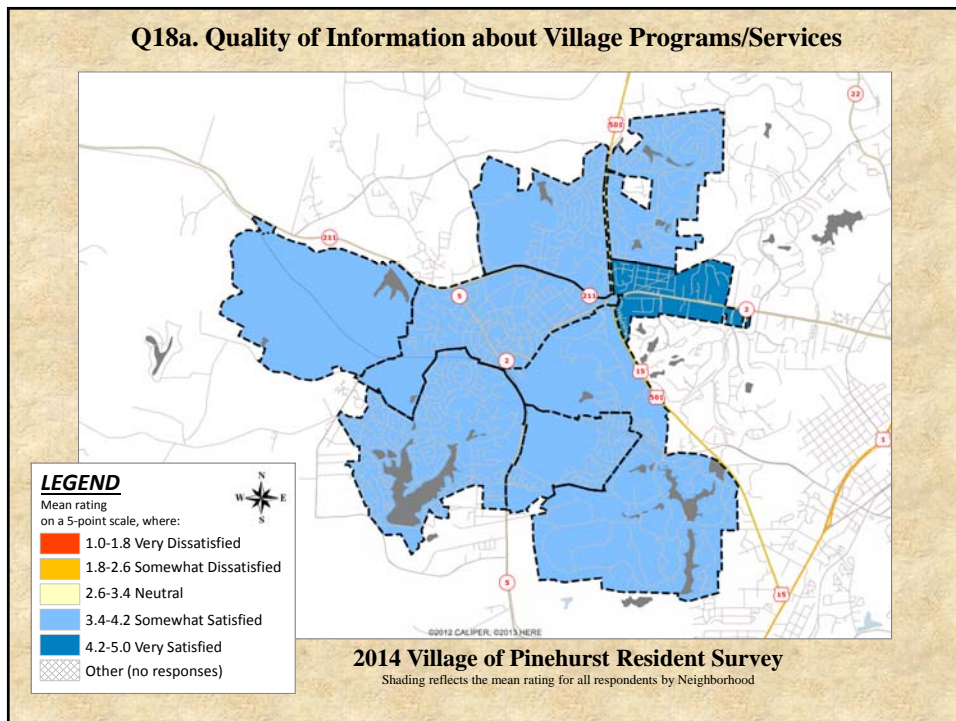 Q18a. Quality of Information about Village Programs/Services
22
501
211
5
211
2
2
15
501
1
5
15
LEGEND
Mean rating
on a 5-point scale, where:
N
W E
S
1.0-1.8 Very Dissatisfied
1.8-2.6 Somewhat Dissatisfied
2.6-3.4 Neutral
3.4-4.2 Somewhat Satisfied
4.2-5.0 Very Satisfied
Other (no responses)
©2012 CALIPER, ©2013 HERE
2014 Village of Pinehurst Resident Survey
Shading reflects the mean rating for all respondents by Neighborhood